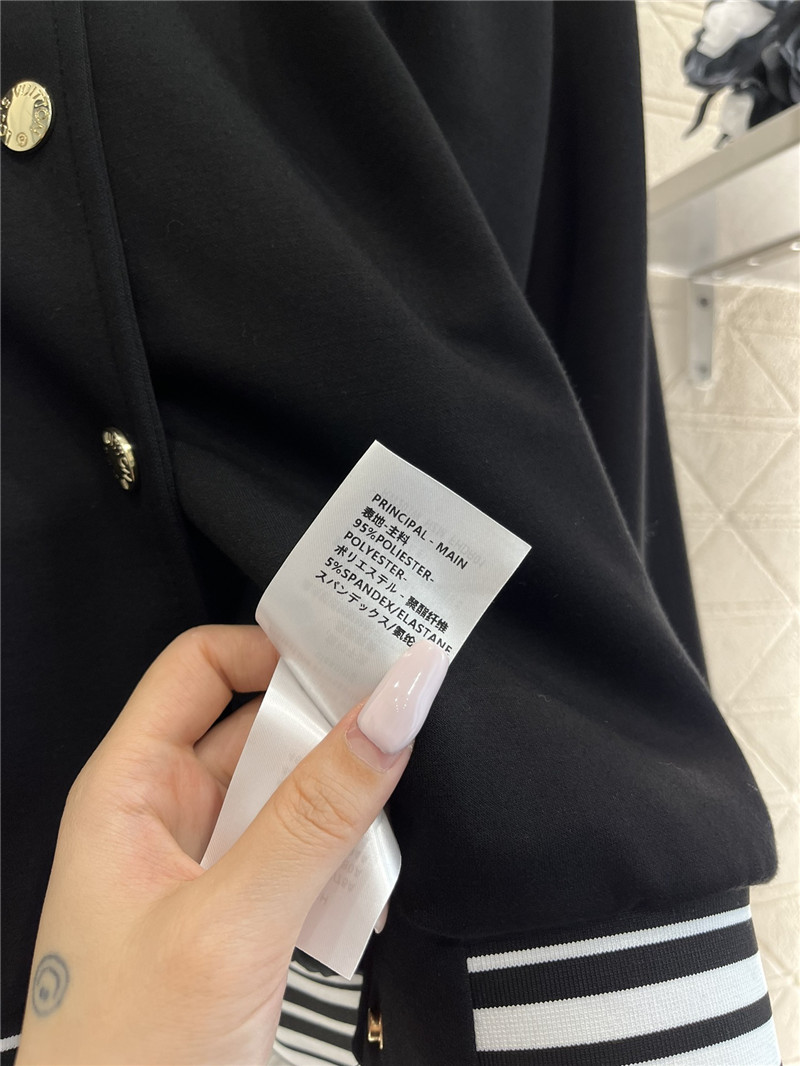 VUITTON
PRINCIPAL - MAIN
表地-主料
95%POLIESTER-
POLYESTER-
ポリエステル - 聚酯纤维
5%SPANDEX/ELASTANE
スパンデックス/氨纶